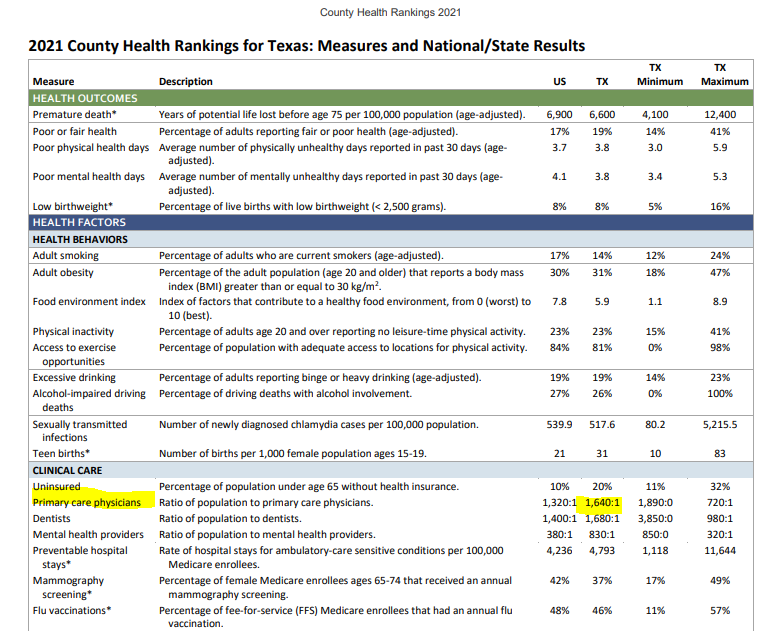 County Health Rankings 2021
2021 County Health Rankings for Texas: Measures and National/State Results
TX TX
Measure Description US TX Minimum Maximum
HEALTH OUTCOMES
Premature death* Years of potential life lost before age 75 per 100,000 population (age-adjusted). 6,900 6,600 4,100 12,400
Poor or fair health Percentage of adults reporting fair or poor health (age-adjusted). 17% 19% 14% 41%
Poor physical health days Average number of physically unhealthy days reported in past 30 days (age- 3.7 3.8 3.0 5.9
adjusted).
Poor mental health days Average number of mentally unhealthy days reported in past 30 days (age- 4.1 3.8 3.4 5.3
adjusted).
Low birthweight* Percentage of live births with low birthweight (< 2,500 grams). 8% 8% 5% 16%
HEALTH FACTORS
HEALTH BEHAVIORS
Adult smoking Percentage of adults who are current smokers (age-adjusted). 17% 14% 12% 24%
Adult obesity Percentage of the adult population (age 20 and older) that reports a body mass 30% 31% 18% 47%
index (BMI) greater than or equal to 30 kg/m².
Food environment index Index of factors that contribute to a healthy food environment, from 0 (worst) to 7.8 5.9 1.1 8.9
10 (best).
Physical inactivity Percentage of adults age 20 and over reporting no leisure-time physical activity. 23% 23% 15% 41%
Access to exercise Percentage of population with adequate access to locations for physical activity. 84% 81% 0% 98%
opportunities
Excessive drinking Percentage of adults reporting binge or heavy drinking (age-adjusted). 19% 19% 14% 23%
Alcohol-impaired driving Percentage of driving deaths with alcohol involvement. 27% 26% 0% 100%
deaths
Sexually transmitted Number of newly diagnosed chlamydia cases per 100,000 population. 539.9 517.6 80.2 5,215.5
infections
Teen births* Number of births per 1,000 female population ages 15-19. 21 31 10 83
CLINICAL CARE
Uninsured Percentage of population under age 65 without health insurance. 10% 20% 11% 32%
Primary care physicians Ratio of population to primary care physicians. 1,320:1 1,640:1 1,890:0 720:1
Dentists Ratio of population to dentists. 1,400:1 1,680:1 3,850:0 980:1
Mental health providers Ratio of population to mental health providers. 380:1 830:1 850:0 320:1
Preventable hospital Rate of hospital stays for ambulatory-care sensitive conditions per 100,000 4,236 4,793 1,118 11,644
stays* Medicare enrollees.
Mammography Percentage of female Medicare enrollees ages 65-74 that received an annual 42% 37% 17% 49%
screening* mammography screening.
Flu vaccinations* Percentage of fee-for-service (FFS) Medicare enrollees that had an annual flu 48% 46% 11% 57%
vaccination.